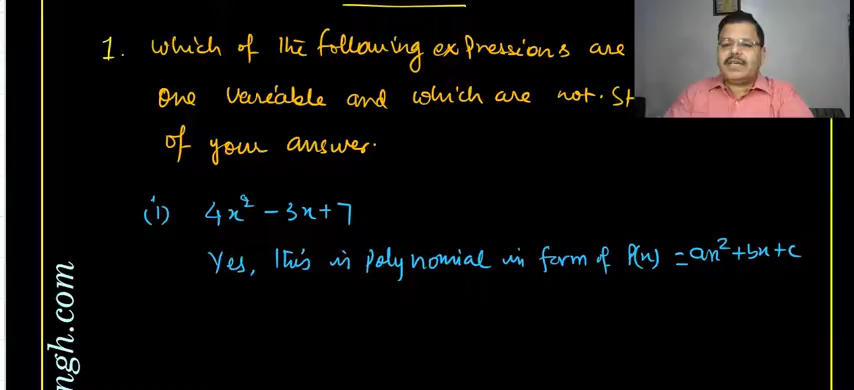 1. Which of the following expressions are
one variable and which are not. St
of your answer.
(i) 4x² - 3x + 7
Yes, this is polynomial in form of P(x) = ax² + bx + c
ngh.com